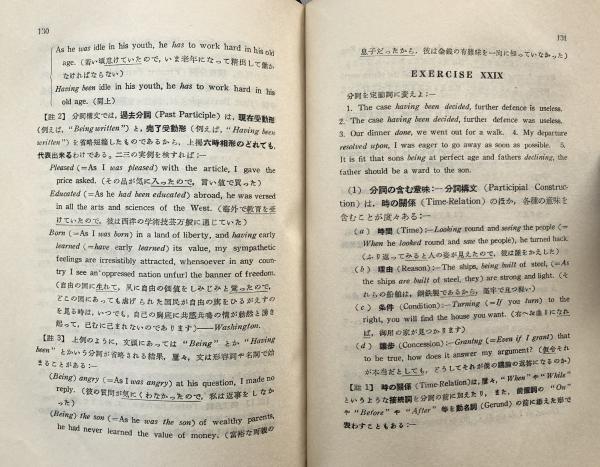 130
As he was idle in his youth, he has to work hard in his old
age. (若い頃怠けていたので、いま老年になって精出して働か
なければならない)
Having been idle in his youth, he has to work hard in his
old age. (同上)
【註 2】 分詞構文では、過去分詞 (Past Participle) は、現在受動形
(例えば、"Being written") と、完了受動形 (例えば、"Having been
written") を省略短縮したものであるから、上掲六時相形のどれでも、
代表出来るわけである。二三の実例を検すれば:—
Pleased (=As I was pleased) with the article, I gave the
price asked. (その品が気に入ったので、言い値で買った)
Educated (=As he had been educated) abroad, he was versed
in all the arts and sciences of the West. (海外で教育を受
けていたので、彼は西洋の学術技芸万般に通じていた)
Born (=As I was born) in a land of liberty, and having early
learned (=have early learned) its value, my sympathetic
feelings are irresistibly attracted, whensoever in any coun-
try I see an oppressed nation unfurl the banner of freedom.
(自由の国に生れて、夙に自由の価値をしみじみと覚ったので、
どこの国にあっても虐げられた国民が自由の旗をひるがえすの
を見る時は、いつでも、自己の胸底に共感共鳴の情が勃然と湧き
起って、已むに已まれないのであります)——Washington.
【註 3】 上例のように、文頭にあっては "Being" とか "Having
been" とかいう分詞が省略される結果、屡々、文は形容詞や名詞で始
まることがある:—
(Being) angry (=As I was angry) at his question, I made no
reply. (彼の質問が気にくわなかったので、私は返事をしなか
った)
(Being) the son (=As he was the son) of wealthy parents,
he had never learned the value of money. (富裕な両親の
131
息子だったから、彼は金銭の有難味を一向に知っていなかった)
EXERCISE XXIX
分詞を定動詞に変えよ:—
1. The case having been decided, further defence is useless.
2. The case having been decided, further defence was useless.
3. Our dinner done, we went out for a walk. 4. My departure
resolved upon, I was eager to go away as soon as possible. 5.
It is fit that sons being at perfect age and fathers declining, the
father should be a ward to the son.
(1) 分詞の含む意味:— 分詞構文 (Participial Construc-
tion) は、時の関係 (Time-Relation) のほか、各種の意味を
含むことが度々ある:—
(a) 時間 (Time):—Looking round and seeing the people (=
When he looked round and saw the people), he turned back.
(ふり返ってみると人の姿が見えたので、彼は踵をかえした)
(b) 理由 (Reason):—The ships, being built of steel, (=As
the ships are built of steel, they) are strong and light. (そ
れらの船舶は、鋼鉄製であるから、堅牢で且つ軽い)
(c) 条件 (Condition):—Turning (=If you turn) to the
right, you will find the house you want. (右へ曲りになれ
ば、御用の家が見つかります)
(d) 譲歩 (Concession):—Granting (=Even if I grant) that
to be true, how does it answer my argument? (仮令それ
が本当だとしても、どうしてそれが僕の議論の返答になるのか)
【註 1】 時の関係 (Time Relation) は、屡々、"When" や "While"
というような接続詞を分詞の前に加えたり、また、前置詞の "On"
や "Before" や "After" 等を動名詞 (Gerund) の前に添えた形で
表わすこともある:—